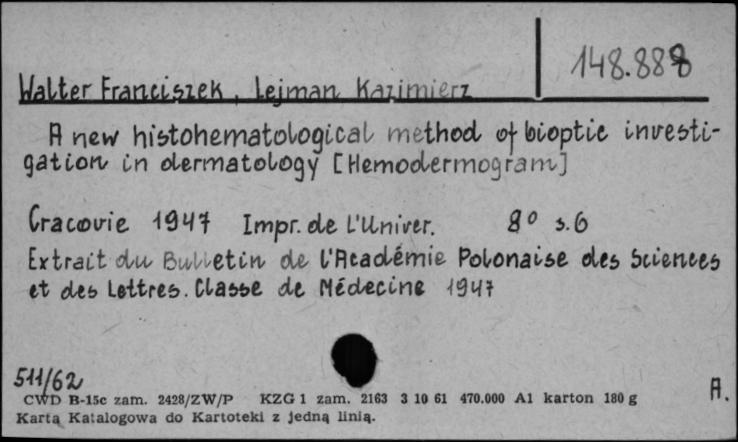 148.888
Walter Franciszek, Lejman Kazimierz
A new histohematological method of bioptic investi-
gation in dermatology [Hemodermogram]
Cracovie 1947 Impr. de L'Univer. 8° s.6
Extrait du Bulletin de l'Académie Polonaise des Sciences
et des Lettres. Classe de Médecine 1947
511/62
CWD B-15c zam. 2428/ZW/P KZG 1 zam. 2163 3 10 61 470.000 A1 karton 180 g
A.
Karta Katalogowa do Kartoteki z jedną linią.